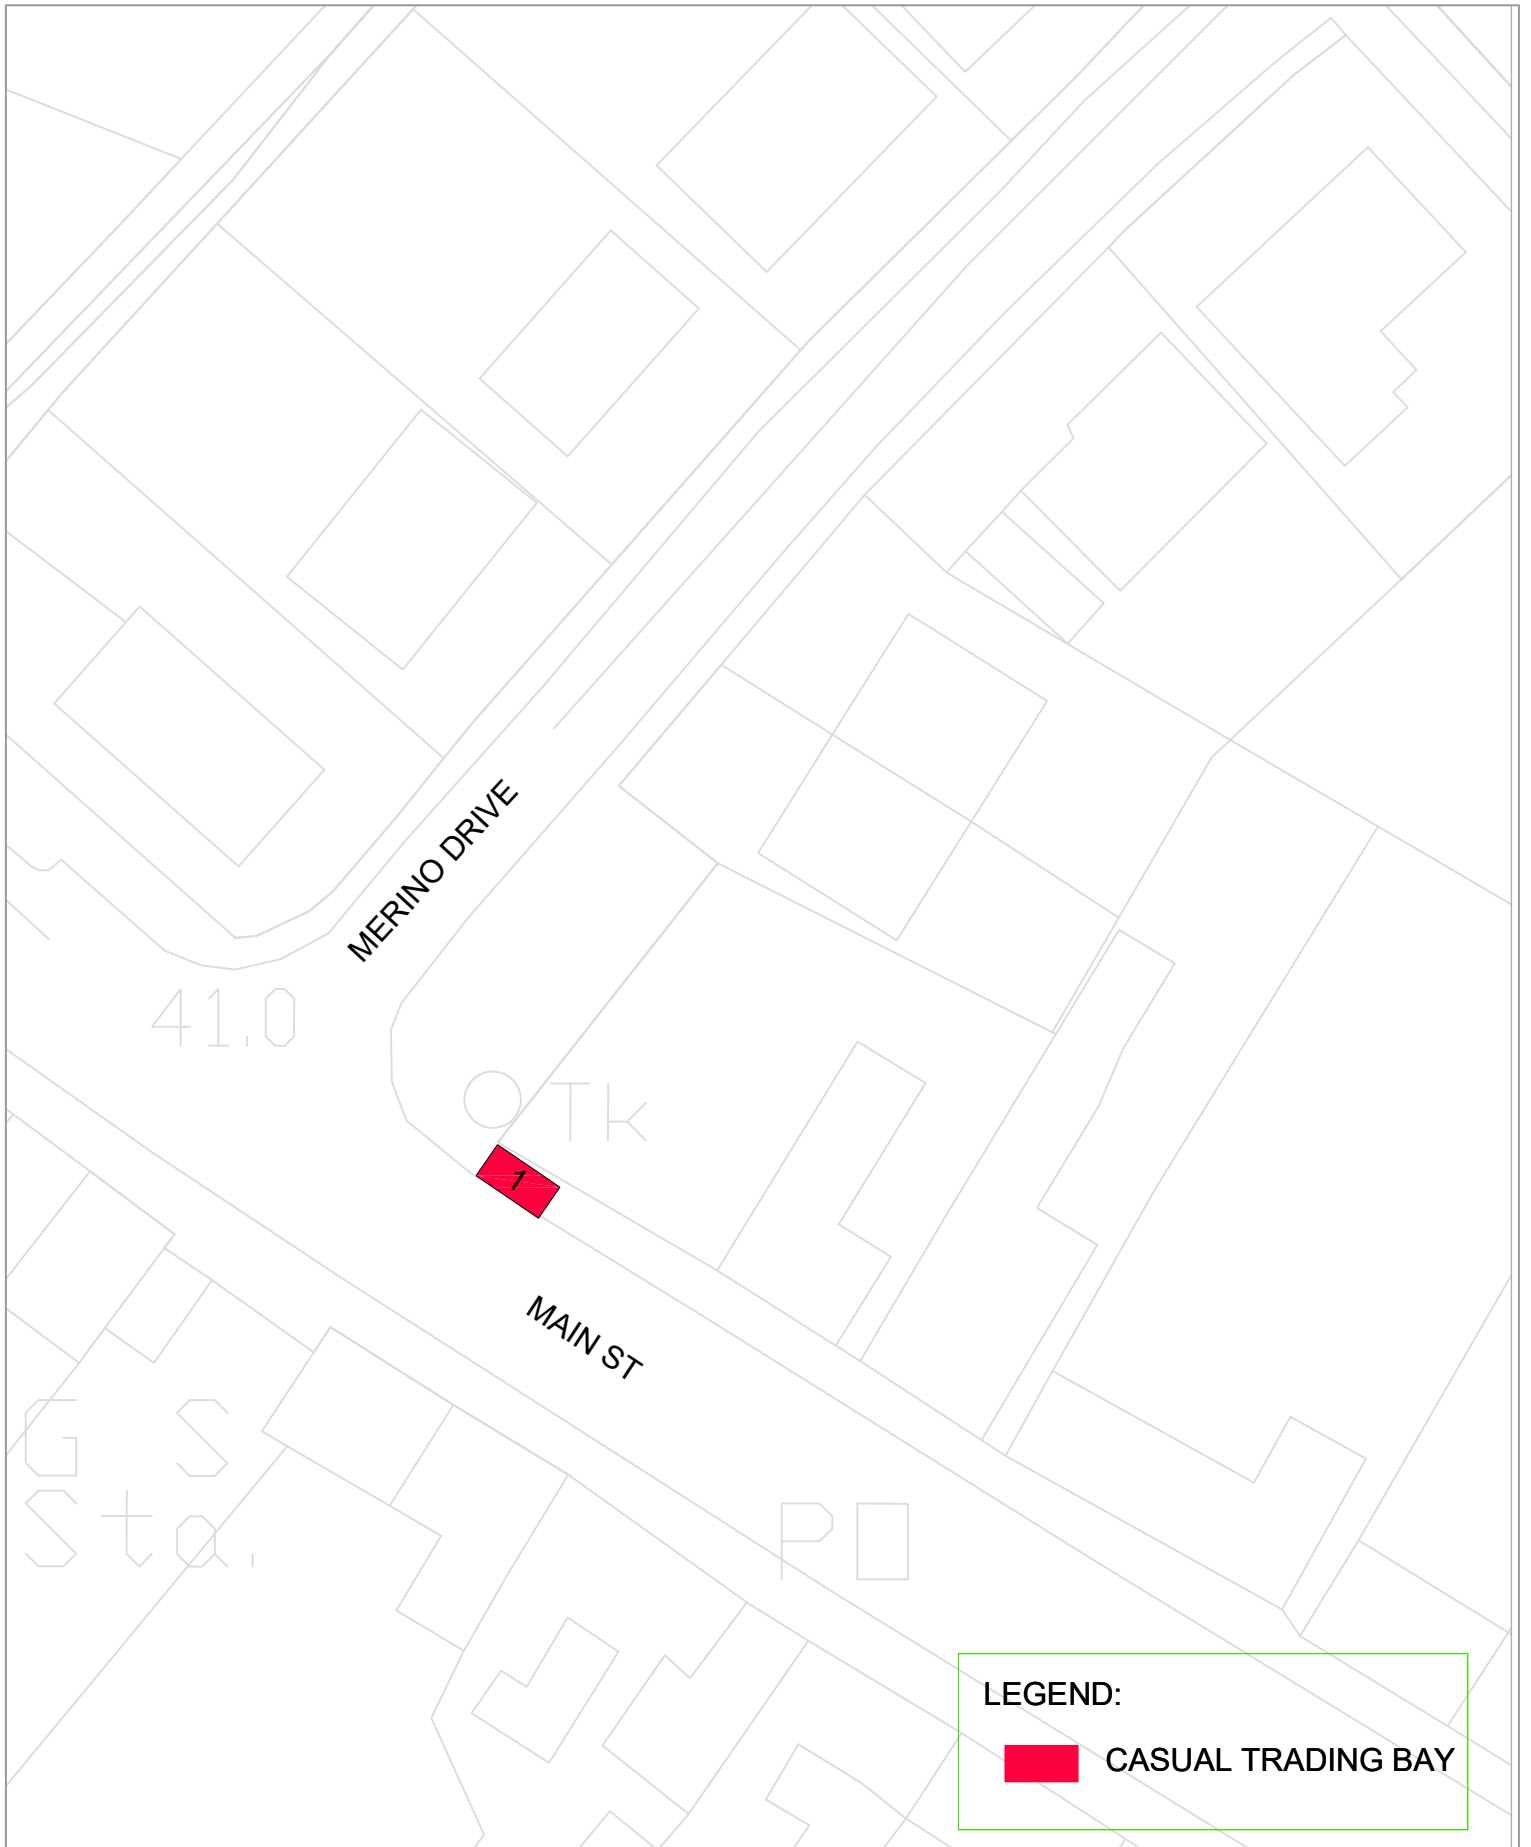 MERINO DRIVE
41.0
Tk
1
MAIN ST
G S
Sta.
PO
LEGEND:
CASUAL TRADING BAY